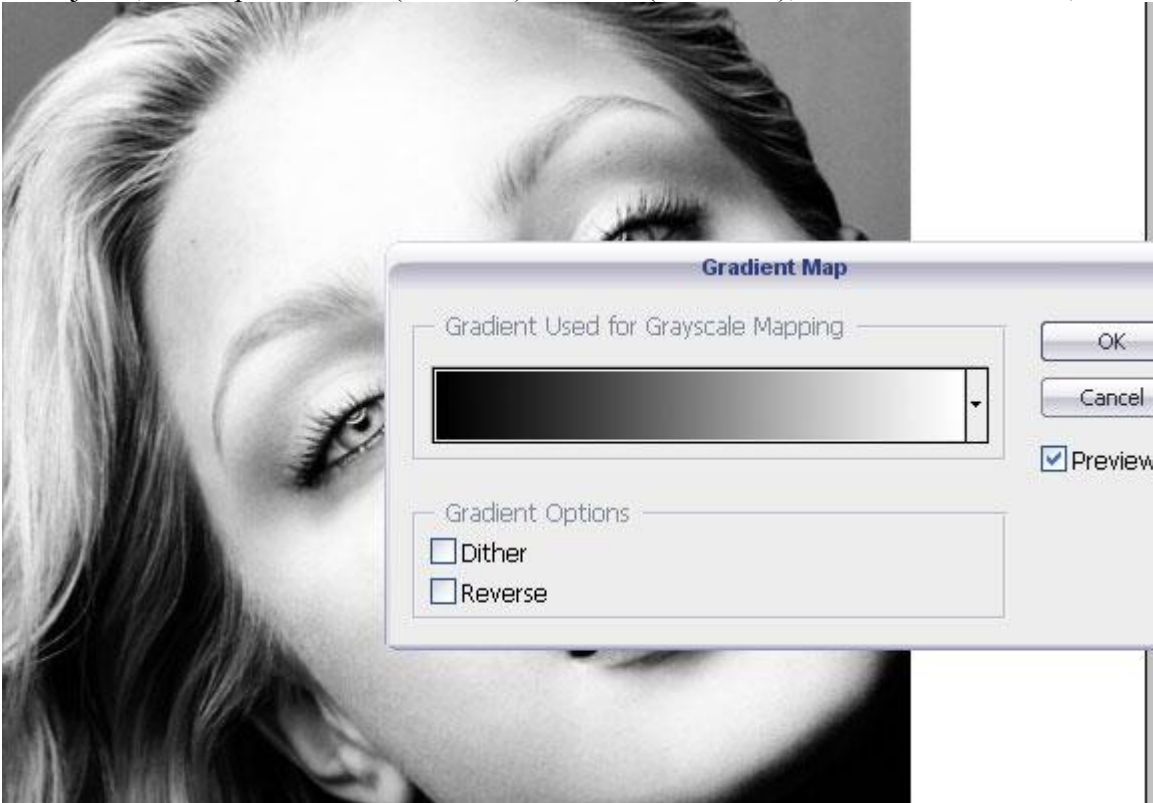 Gradient Map
Gradient Used for Grayscale Mapping
OK
Cancel
Preview
Gradient Options
Dither
Reverse